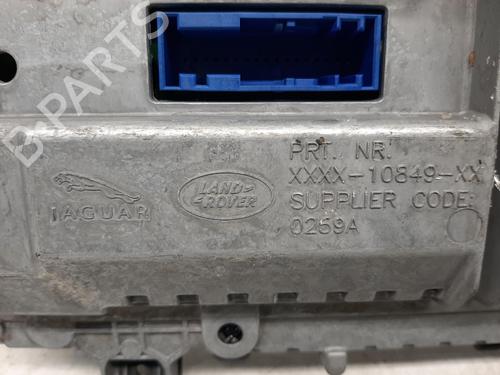 B-PARTS
PRT. NR.
XXXX-10849-XX
SUPPLIER CODE:
0259A
JAGUAR
LAND-
ROVER